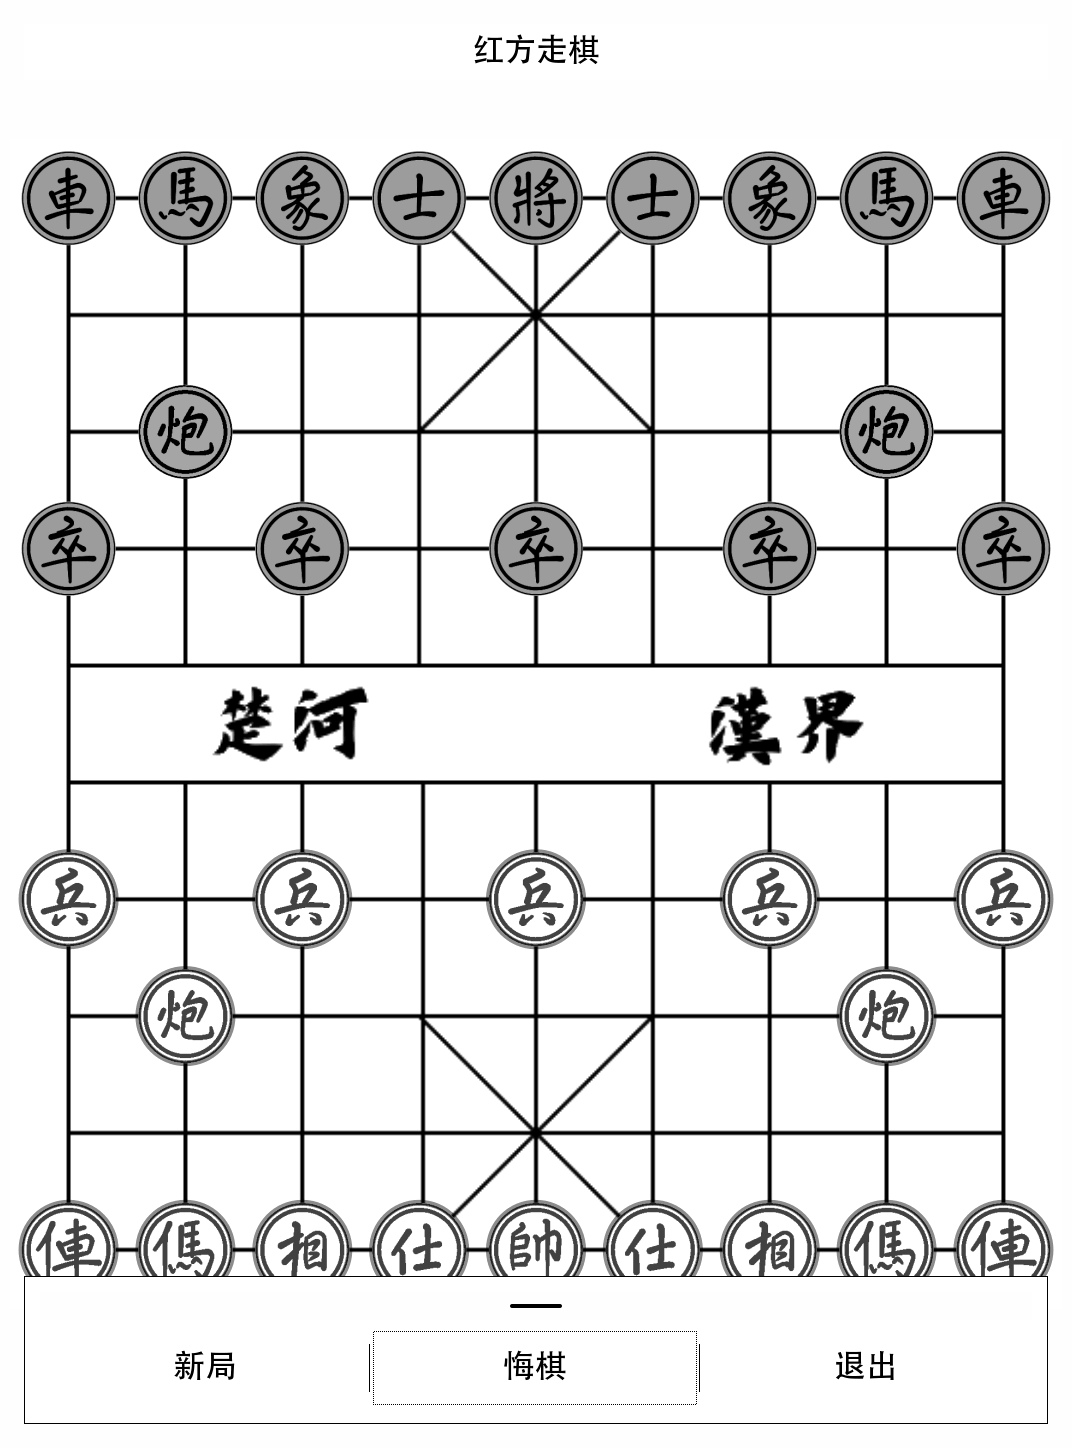 红方走棋
車馬象士將士象馬車
炮炮
卒卒卒卒卒
楚河 漢界
兵兵兵兵兵
炮炮
俥傌相仕帥仕相傌俥
新局 悔棋 退出